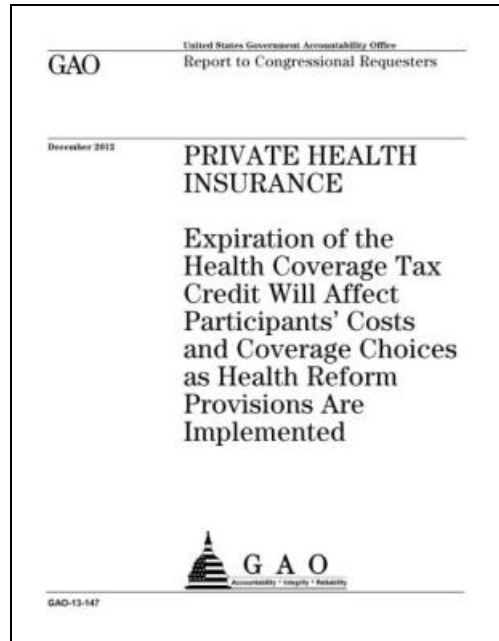 United States Government Accountability Office
GAO
Report to Congressional Requesters
December 2012
PRIVATE HEALTH
INSURANCE
Expiration of the
Health Coverage Tax
Credit Will Affect
Participants' Costs
and Coverage Choices
as Health Reform
Provisions Are
Implemented
G A O
Accountability * Integrity * Reliability
GAO-13-147